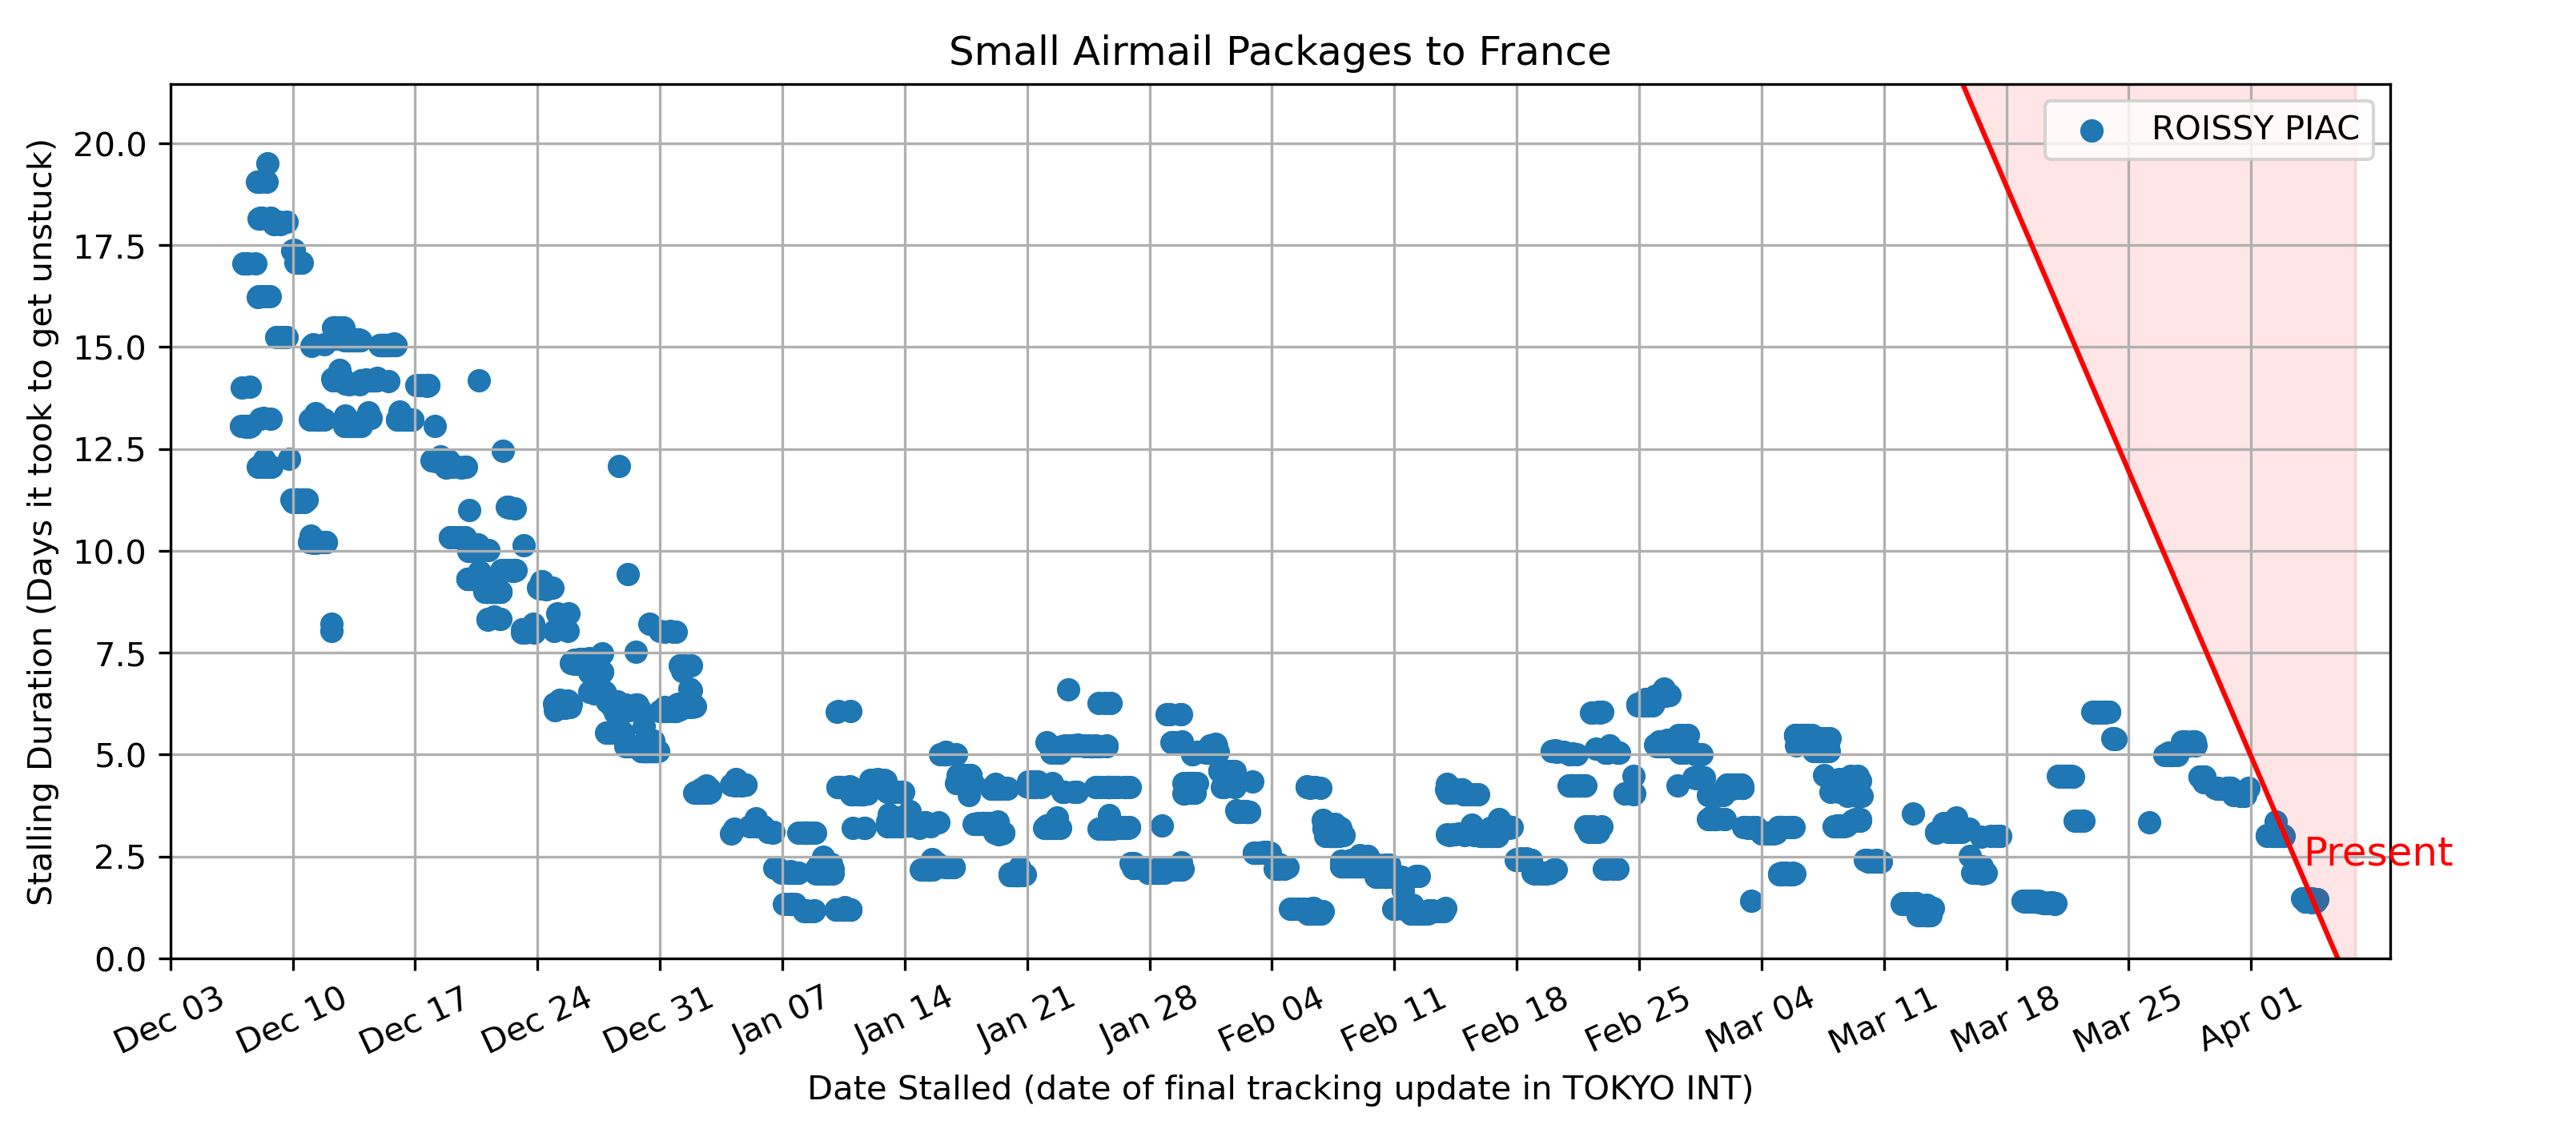 Small Airmail Packages to France
ROISSY PIAC
Stalling Duration (Days it took to get unstuck)
20.0
17.5
15.0
12.5
10.0
7.5
5.0
2.5
0.0
Present
Dec 03 Dec 10 Dec 17 Dec 24 Dec 31 Jan 07 Jan 14 Jan 21 Jan 28 Feb 04 Feb 11 Feb 18 Feb 25 Mar 04 Mar 11 Mar 18 Mar 25 Apr 01
Date Stalled (date of final tracking update in TOKYO INT)